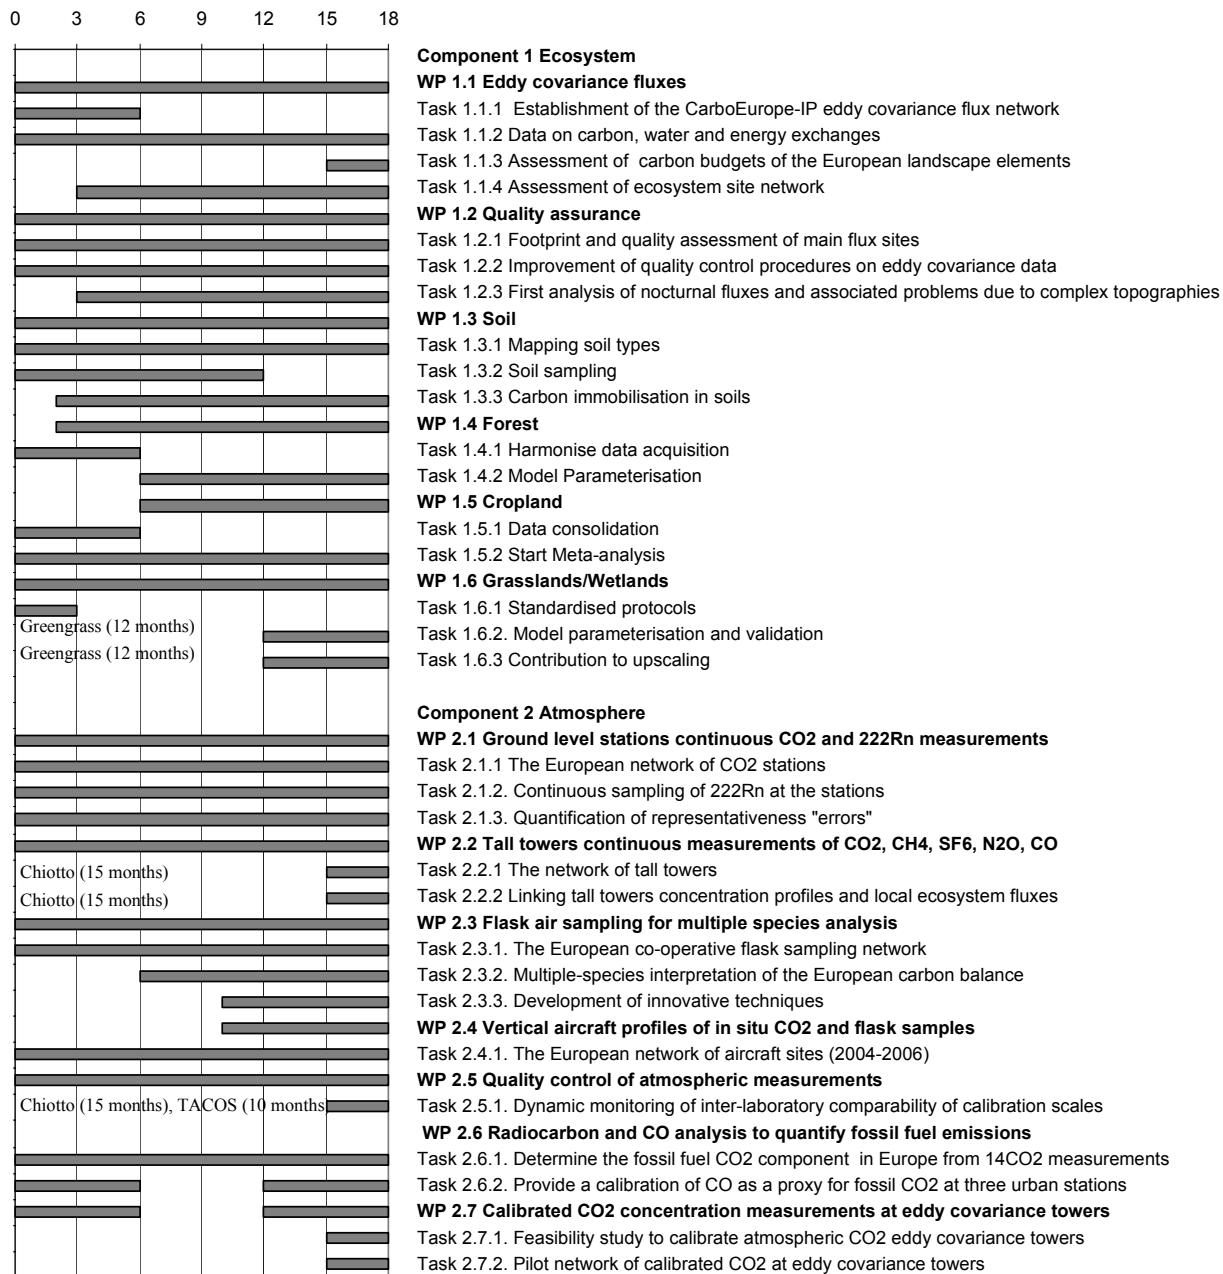 0 3 6 9 12 15 18
Component 1 Ecosystem
WP 1.1 Eddy covariance fluxes
Task 1.1.1 Establishment of the CarboEurope-IP eddy covariance flux network
Task 1.1.2 Data on carbon, water and energy exchanges
Task 1.1.3 Assessment of carbon budgets of the European landscape elements
Task 1.1.4 Assessment of ecosystem site network
WP 1.2 Quality assurance
Task 1.2.1 Footprint and quality assessment of main flux sites
Task 1.2.2 Improvement of quality control procedures on eddy covariance data
Task 1.2.3 First analysis of nocturnal fluxes and associated problems due to complex topographies
WP 1.3 Soil
Task 1.3.1 Mapping soil types
Task 1.3.2 Soil sampling
Task 1.3.3 Carbon immobilisation in soils
WP 1.4 Forest
Task 1.4.1 Harmonise data acquisition
Task 1.4.2 Model Parameterisation
WP 1.5 Cropland
Task 1.5.1 Data consolidation
Task 1.5.2 Start Meta-analysis
WP 1.6 Grasslands/Wetlands
Task 1.6.1 Standardised protocols
Greengrass (12 months)
Task 1.6.2. Model parameterisation and validation
Greengrass (12 months)
Task 1.6.3 Contribution to upscaling
Component 2 Atmosphere
WP 2.1 Ground level stations continuous CO2 and 222Rn measurements
Task 2.1.1 The European network of CO2 stations
Task 2.1.2. Continuous sampling of 222Rn at the stations
Task 2.1.3. Quantification of representativeness "errors"
WP 2.2 Tall towers continuous measurements of CO2, CH4, SF6, N2O, CO
Chiotto (15 months)
Task 2.2.1 The network of tall towers
Chiotto (15 months)
Task 2.2.2 Linking tall towers concentration profiles and local ecosystem fluxes
WP 2.3 Flask air sampling for multiple species analysis
Task 2.3.1. The European co-operative flask sampling network
Task 2.3.2. Multiple-species interpretation of the European carbon balance
Task 2.3.3. Development of innovative techniques
WP 2.4 Vertical aircraft profiles of in situ CO2 and flask samples
Task 2.4.1. The European network of aircraft sites (2004-2006)
WP 2.5 Quality control of atmospheric measurements
Chiotto (15 months), TACOS (10 months
Task 2.5.1. Dynamic monitoring of inter-laboratory comparability of calibration scales
WP 2.6 Radiocarbon and CO analysis to quantify fossil fuel emissions
Task 2.6.1. Determine the fossil fuel CO2 component in Europe from 14CO2 measurements
Task 2.6.2. Provide a calibration of CO as a proxy for fossil CO2 at three urban stations
WP 2.7 Calibrated CO2 concentration measurements at eddy covariance towers
Task 2.7.1. Feasibility study to calibrate atmospheric CO2 eddy covariance towers
Task 2.7.2. Pilot network of calibrated CO2 at eddy covariance towers